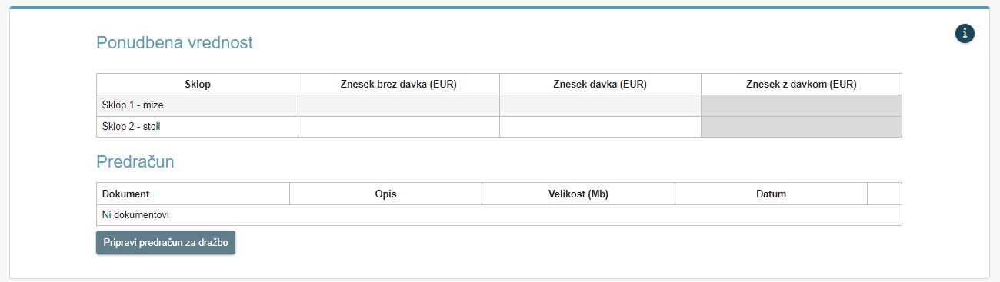 Ponudbena vrednost
Sklop Znesek brez davka (EUR) Znesek davka (EUR) Znesek z davkom (EUR)
Sklop 1 - mize
Sklop 2 - stoli
Predračun
Dokument Opis Velikost (Mb) Datum
Ni dokumentov!
Pripravi predračun za dražbo